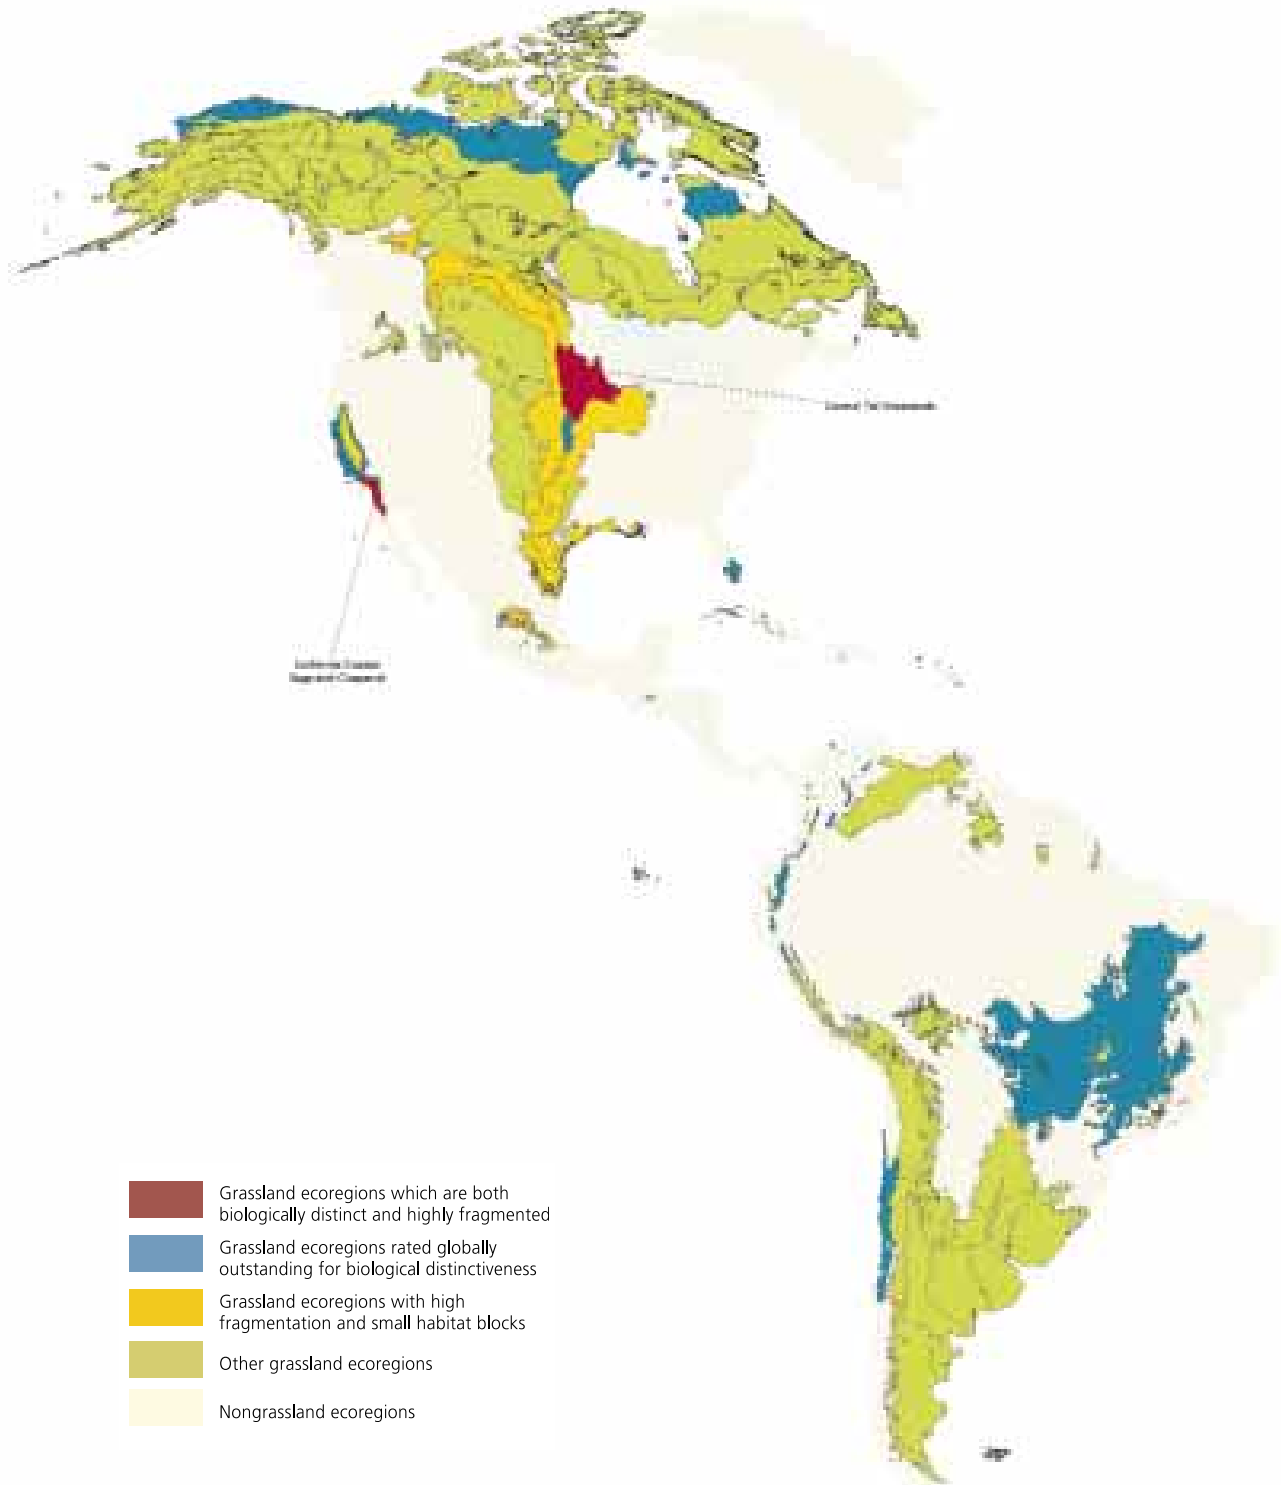 Grassland ecoregions which are both
biologically distinct and highly fragmented
Grassland ecoregions rated globally
outstanding for biological distinctiveness
Grassland ecoregions with high
fragmentation and small habitat blocks
Other grassland ecoregions
Nongrassland ecoregions